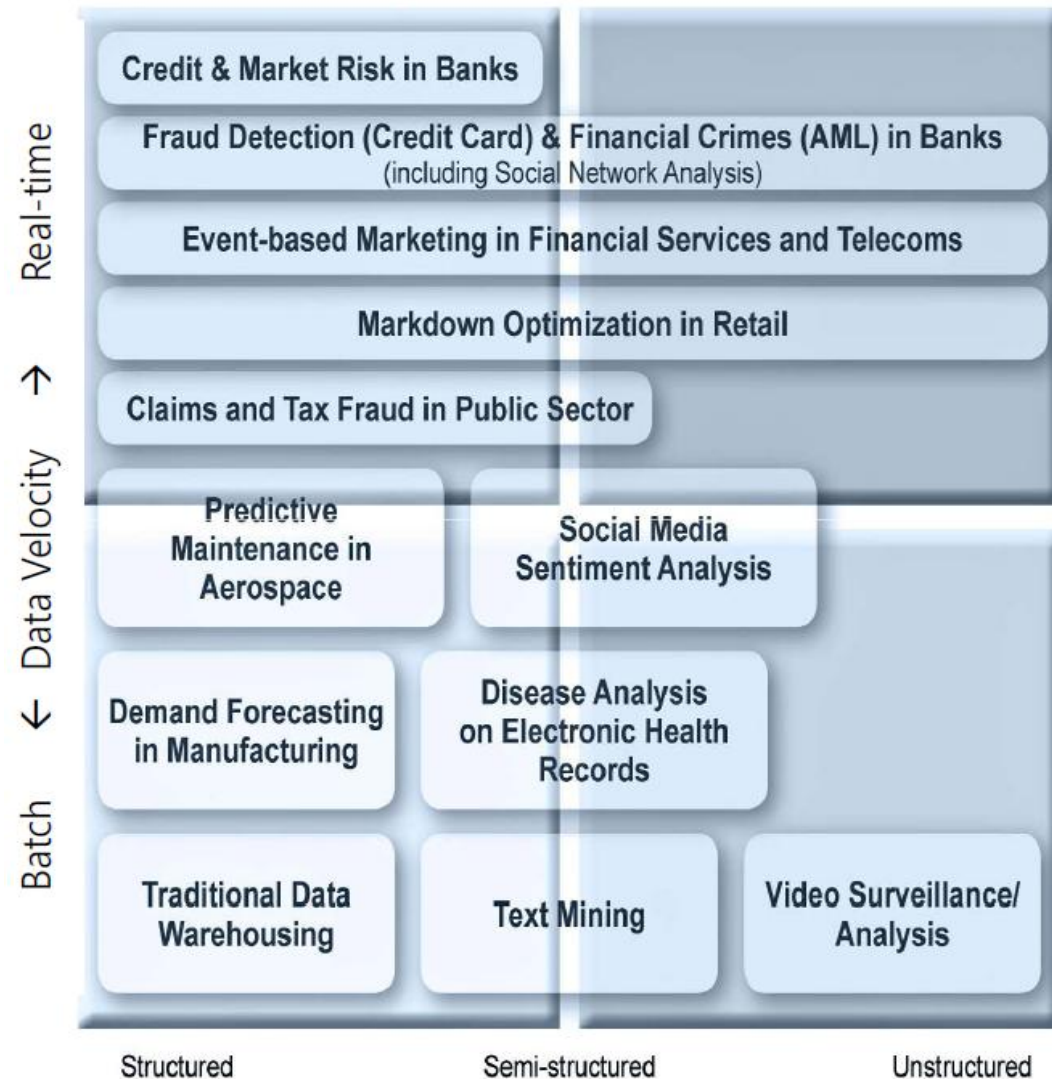 Credit & Market Risk in Banks
Fraud Detection (Credit Card) & Financial Crimes (AML) in Banks
(including Social Network Analysis)
Event-based Marketing in Financial Services and Telecoms
Markdown Optimization in Retail
Claims and Tax Fraud in Public Sector
Predictive
Maintenance in
Aerospace
Social Media
Sentiment Analysis
Demand Forecasting
in Manufacturing
Disease Analysis
on Electronic Health
Records
Traditional Data
Warehousing
Text Mining
Video Surveillance/
Analysis
Batch ← Data Velocity → Real-time
Structured
Semi-structured
Unstructured